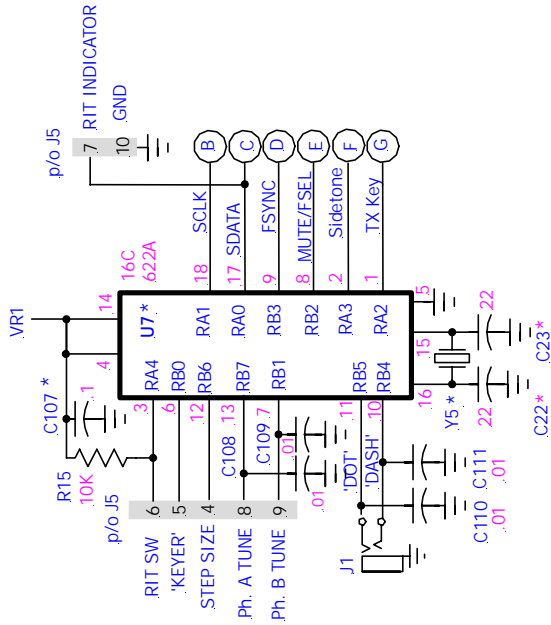 p/o J5
7
RIT INDICATOR
10
GND
VR1
14
16C
622A
4
U7 *
C107 *
.1
R15
10K
p/o J5
RIT SW
6
3
RA4
'KEYER'
5
6
RB0
STEP SIZE
4
12
RB6
Ph. A TUNE
8
13
RB7
Ph. B TUNE
9
7
RB1
C108
.01
C109
.01
RA1
18
SCLK
B
RA0
17
SDATA
C
RB3
9
FSYNC
D
RB2
8
MUTE/FSEL
E
RA3
2
Sidetone
F
RA2
1
TX Key
G
RB5
11
'DOT'
RB4
10
'DASH'
J1
C110
.01
C111
.01
16
15
5
Y5 *
22
C22*
22
C23*